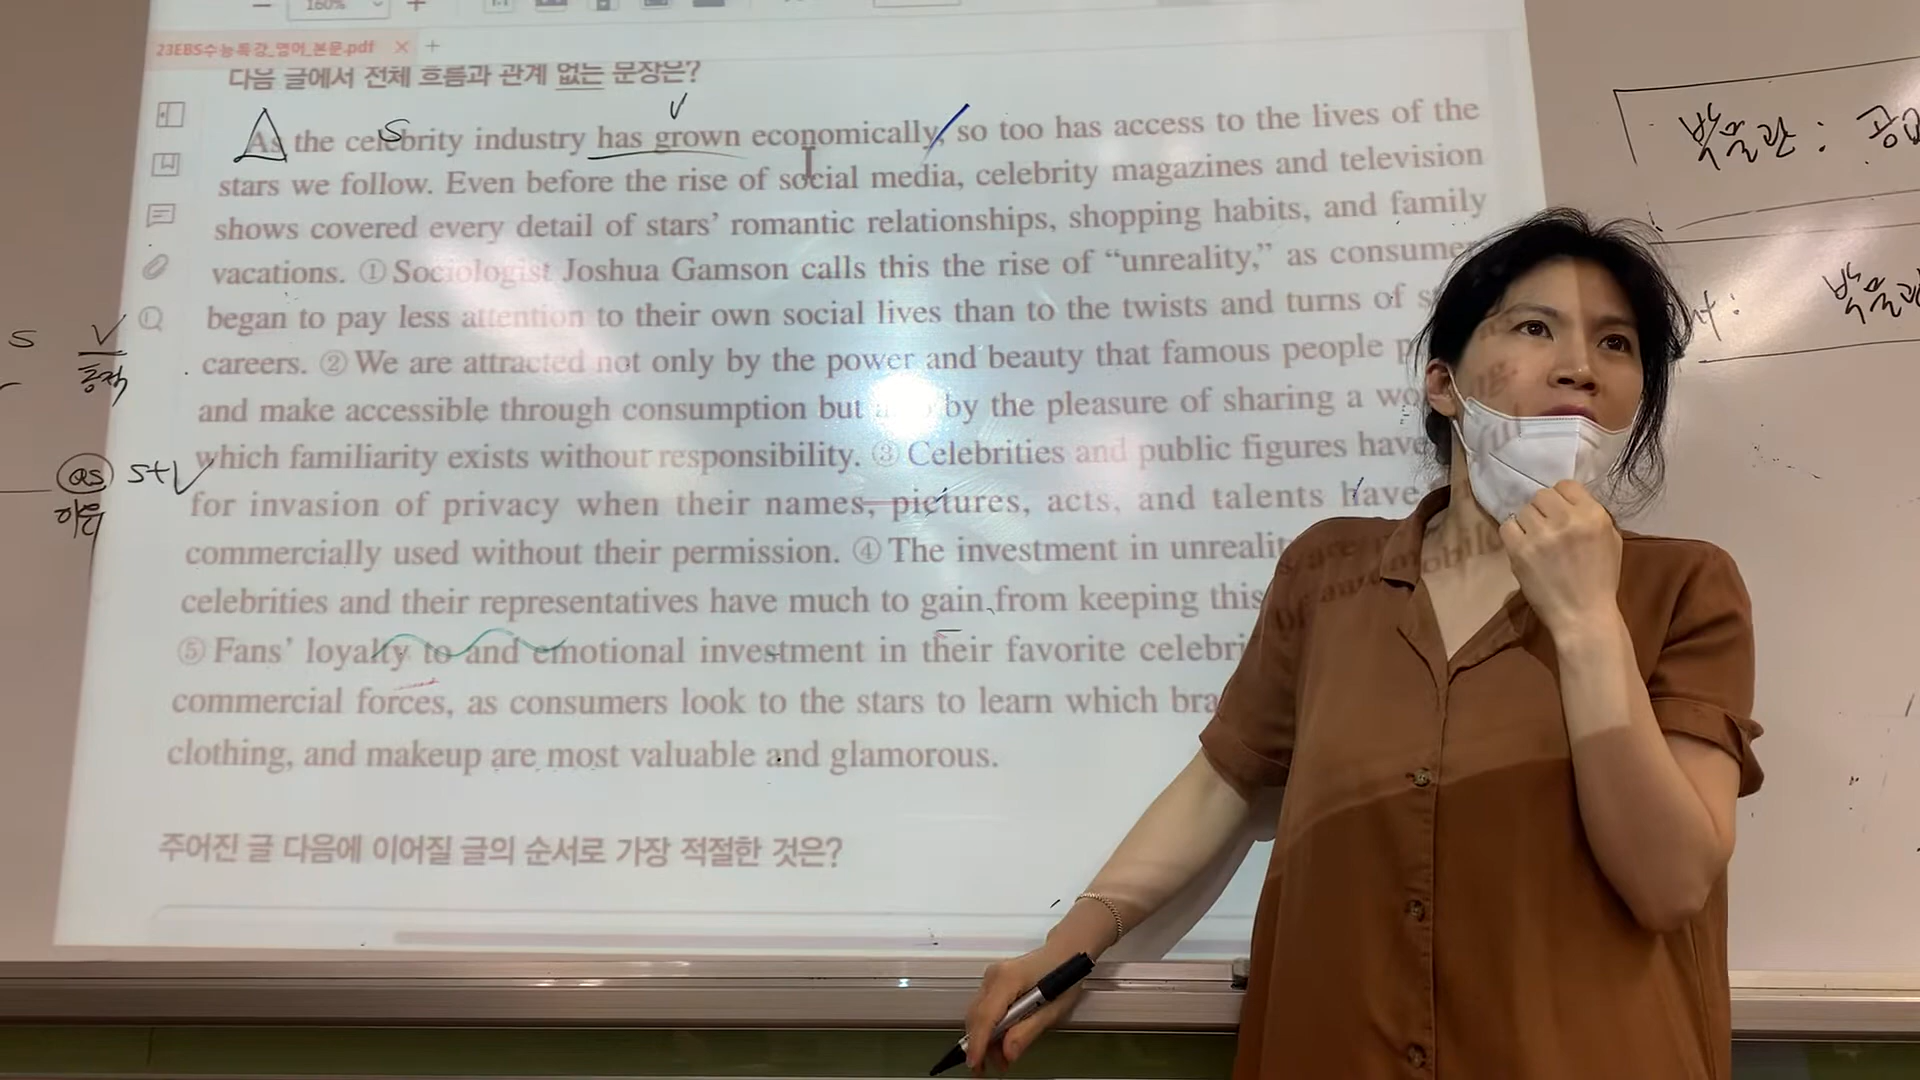 160%
23EBS수능특강_영어_본문.pdf × +
다음 글에서 전체 흐름과 관계 없는 문장은?
V
S
As the celebrity industry has grown economically, so too has access to the lives of the
stars we follow. Even before the rise of social media, celebrity magazines and television
shows covered every detail of stars' romantic relationships, shopping habits, and family
vacations. ① Sociologist Joshua Gamson calls this the rise of “unreality,” as consumer
began to pay less attention to their own social lives than to the twists and turns of s
careers. ② We are attracted not only by the power and beauty that famous people p
and make accessible through consumption but by the pleasure of sharing a wo
which familiarity exists without responsibility. ③ Celebrities and public figures have
for invasion of privacy when their names, pictures, acts, and talents have
commercially used without their permission. ④ The investment in unreali
celebrities and their representatives have much to gain from keeping this
⑤ Fans' loyalty to and emotional investment in their favorite celebri
commercial forces, as consumers look to the stars to learn which bra
clothing, and makeup are most valuable and glamorous.
주어진 글 다음에 이어질 글의 순서로 가장 적절한 것은?
S V
as S+V
박물관 :
박물관